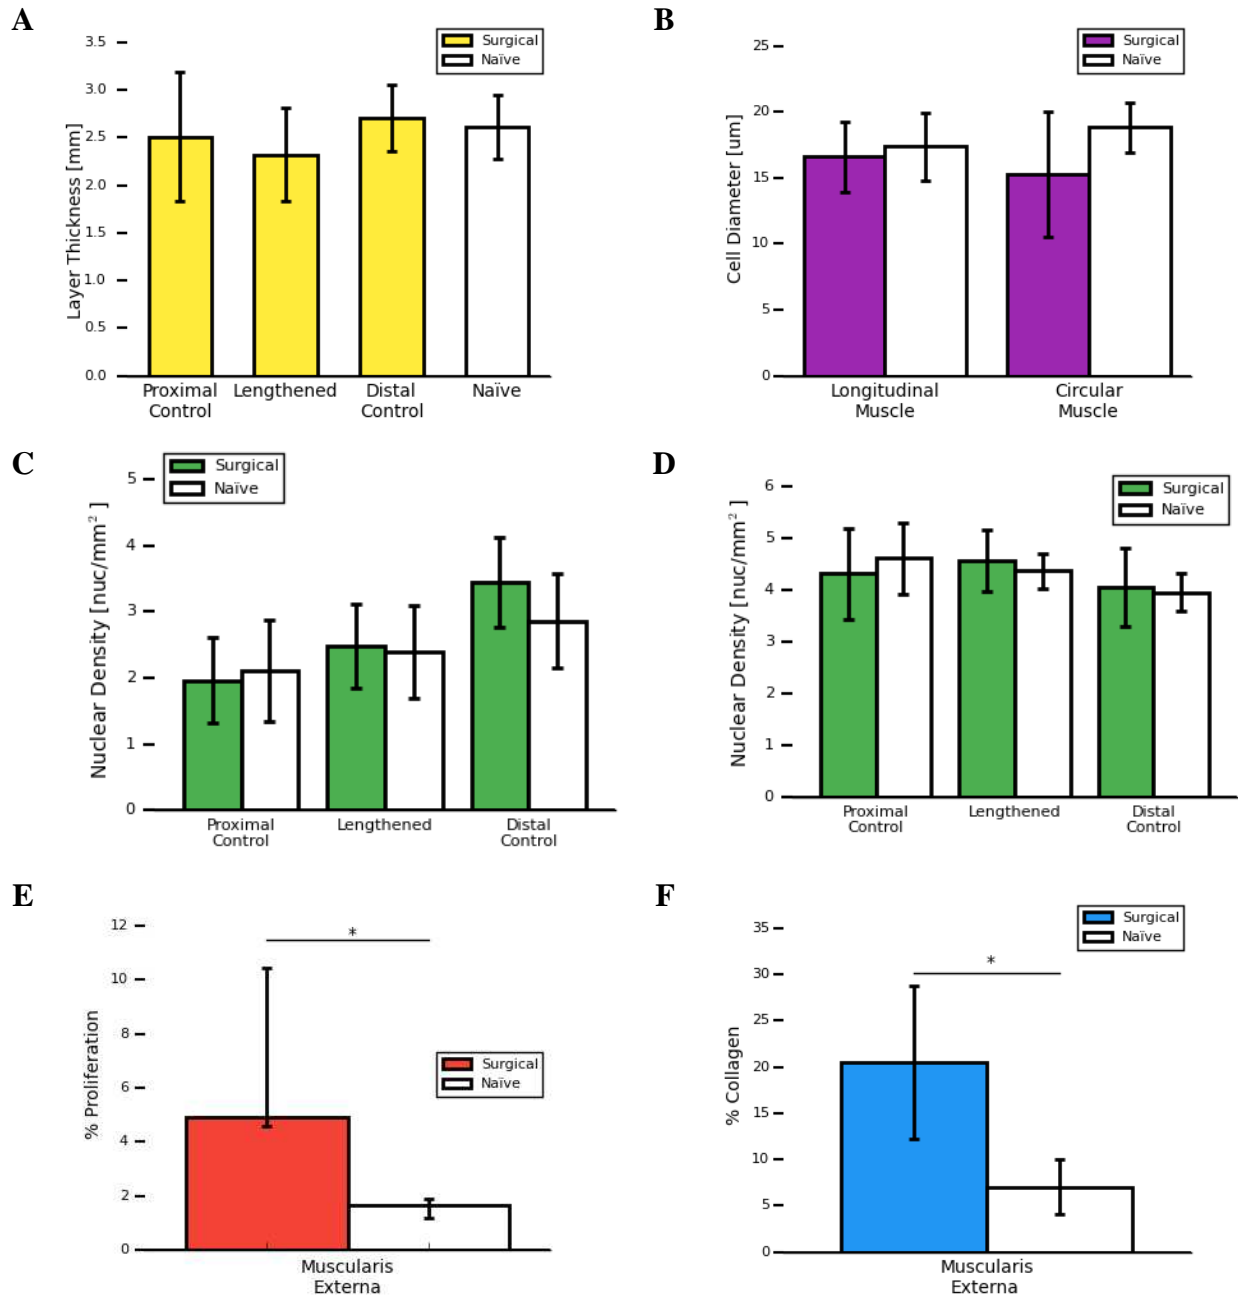 A
3.5
3.0
2.5
2.0
1.5
1.0
0.5
0.0
Layer Thickness [mm]
Surgical
Naïve
Proximal
Control
Lengthened
Distal
Control
Naïve
B
25
20
15
10
5
0
Cell Diameter [um]
Surgical
Naïve
Longitudinal
Muscle
Circular
Muscle
C
5
4
3
2
1
0
Nuclear Density [nuc/mm² ]
Surgical
Naïve
Proximal
Control
Lengthened
Distal
Control
D
6
5
4
3
2
1
0
Nuclear Density [nuc/mm² ]
Surgical
Naïve
Proximal
Control
Lengthened
Distal
Control
E
12
10
8
6
4
2
0
% Proliferation
*
Surgical
Naïve
Muscularis
Externa
F
35
30
25
20
15
10
5
0
% Collagen
*
Surgical
Naïve
Muscularis
Externa